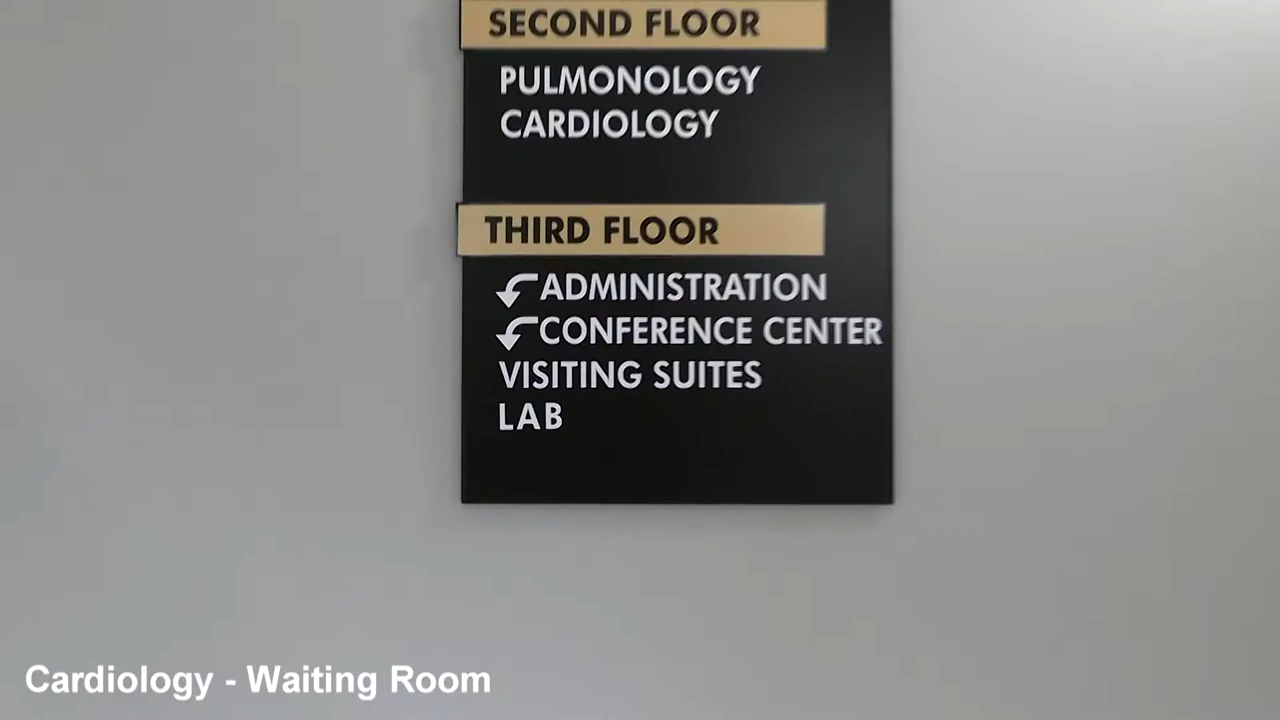 SECOND FLOOR
PULMONOLOGY
CARDIOLOGY
THIRD FLOOR
ADMINISTRATION
CONFERENCE CENTER
VISITING SUITES
LAB
Cardiology - Waiting Room